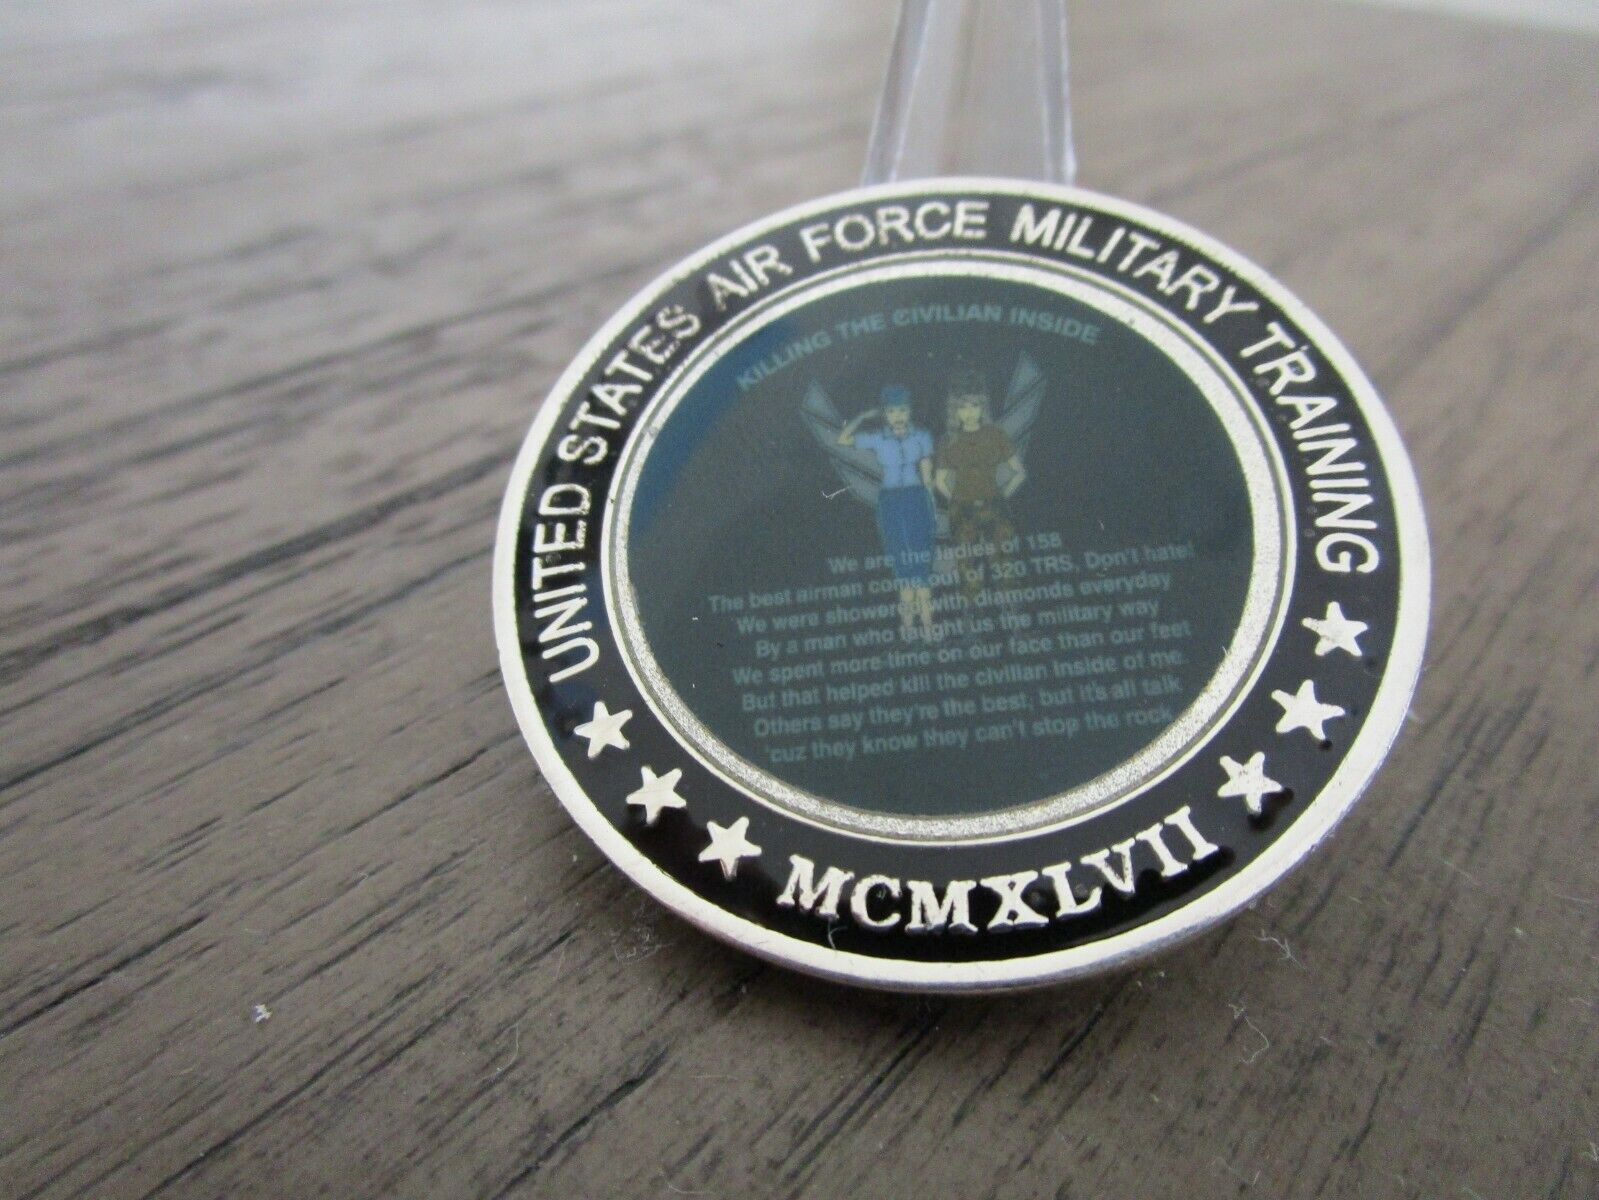 UNITED STATES AIR FORCE MILITARY TRAINING
KILLING THE CIVILIAN INSIDE
We are the ladies of 158
The best airman come out of 320 TRS, Don't hate!
We were showered with diamonds everyday
By a man who taught us the military way
We spent more time on our face than our feet
But that helped kill the civilian inside of me.
Others say they're the best, but it's all talk
'cuz they know they can't stop the rock
MCMXLVII